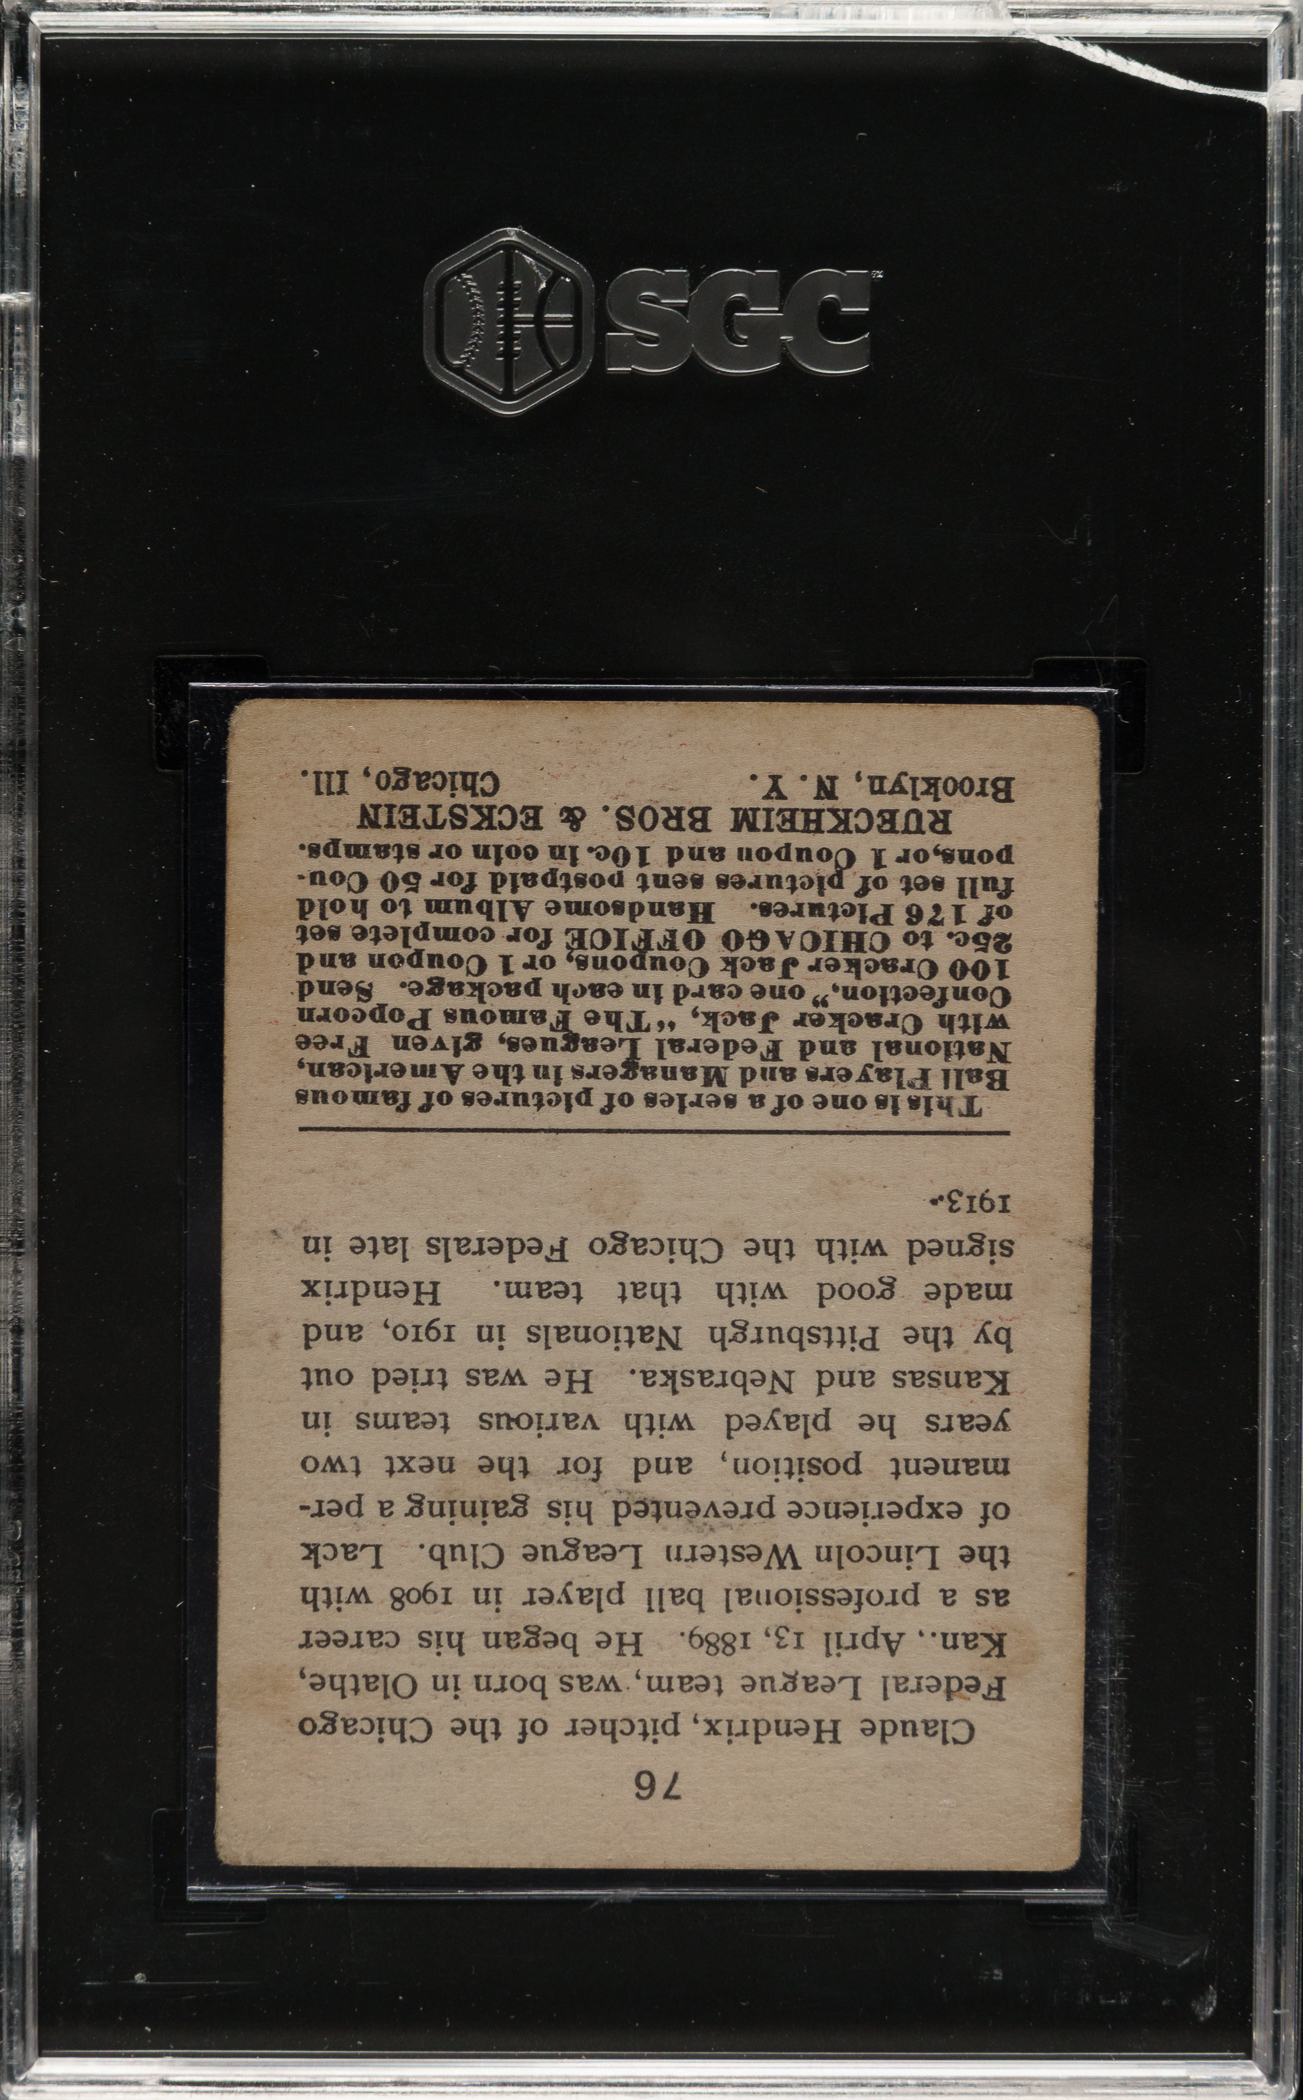 SGC
76
Claude Hendrix, pitcher of the Chicago
Federal League team, was born in Olathe,
Kan., April 13, 1889. He began his career
as a professional ball player in 1908 with
the Lincoln Western League Club. Lack
of experience prevented his gaining a per-
manent position, and for the next two
years he played with various teams in
Kansas and Nebraska. He was tried out
by the Pittsburgh Nationals in 1910, and
made good with that team. Hendrix
signed with the Chicago Federals late in
1913.
This is one of a series of pictures of famous
Ball Players and Managers in the American,
National and Federal Leagues, given Free
with Cracker Jack, "The Famous Popcorn
Confection," one card in each package. Send
100 Cracker Jack Coupons, or 1 Coupon and
25c. to CHICAGO OFFICE for complete set
of 176 Pictures. Handsome Album to hold
full set of pictures sent postpaid for 50 Cou-
pons, or 1 Coupon and 10c. in coin or stamps.
RUECKHEIM BROS. & ECKSTEIN
Brooklyn, N. Y. Chicago, Ill.